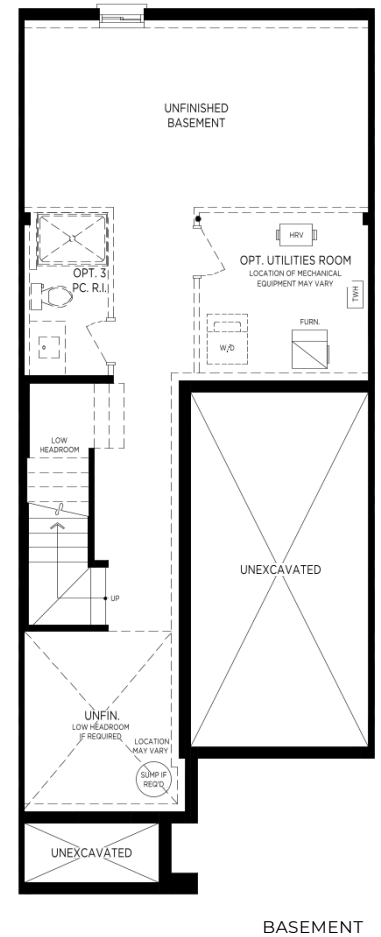 UNFINISHED
BASEMENT
HRV
OPT. UTILITIES ROOM
LOCATION OF MECHANICAL
EQUIPMENT MAY VARY
TWH
OPT. 3
PC. R.I.
FURN.
W/D
LOW
HEADROOM
UP
UNEXCAVATED
UNFIN.
LOW HEADROOM
IF REQUIRED
LOCATION
MAY VARY
SUMP IF
REQ'D
UNEXCAVATED
BASEMENT